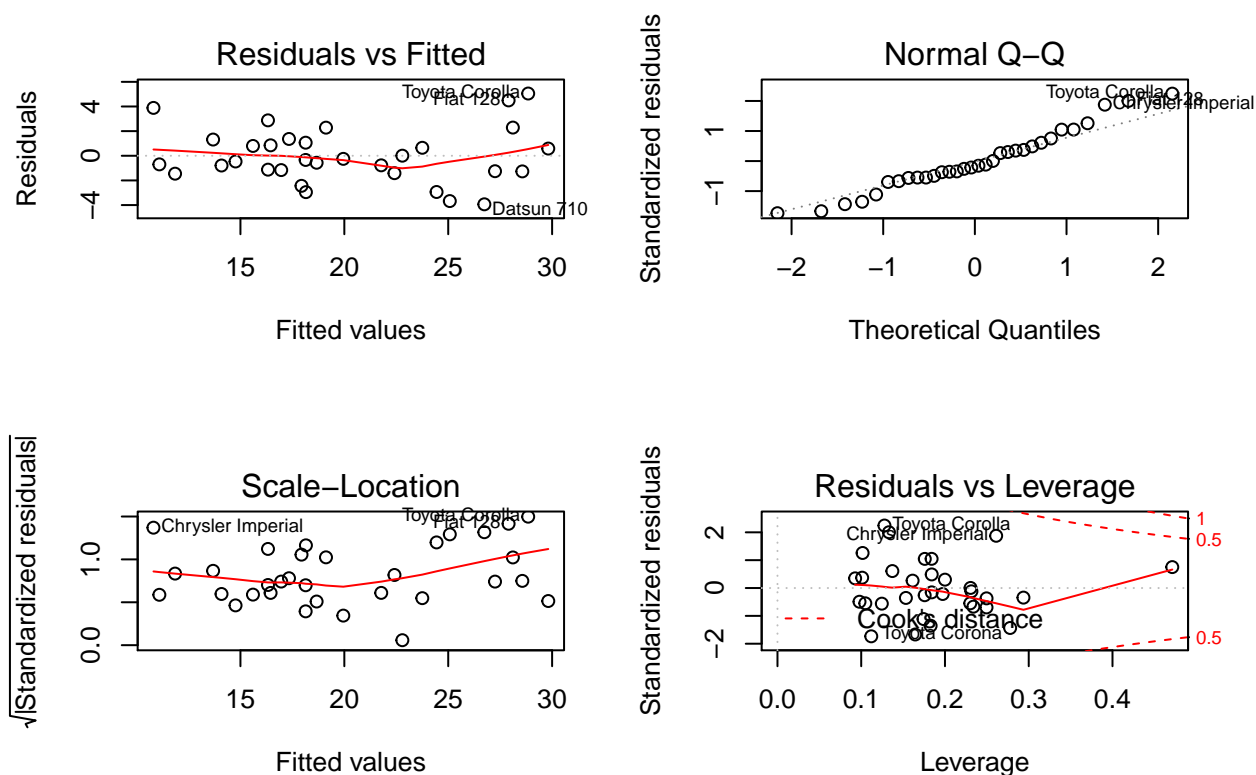 Residuals vs Fitted
Residuals
4
0
−4
Toyota Corolla
Fiat 128
Datsun 710
15 20 25 30
Fitted values
Normal Q−Q
Standardized residuals
1
−1
Toyota Corolla
Fiat 128
Chrysler Imperial
−2 −1 0 1 2
Theoretical Quantiles
Scale−Location
√|Standardized residuals|
1.0
0.0
Chrysler Imperial
Toyota Corolla
Fiat 128
15 20 25 30
Fitted values
Residuals vs Leverage
Standardized residuals
2
0
−2
Toyota Corolla
Chrysler Imperial
Cook's distance
Toyota Corona
1
0.5
0.5
0.0 0.1 0.2 0.3 0.4
Leverage